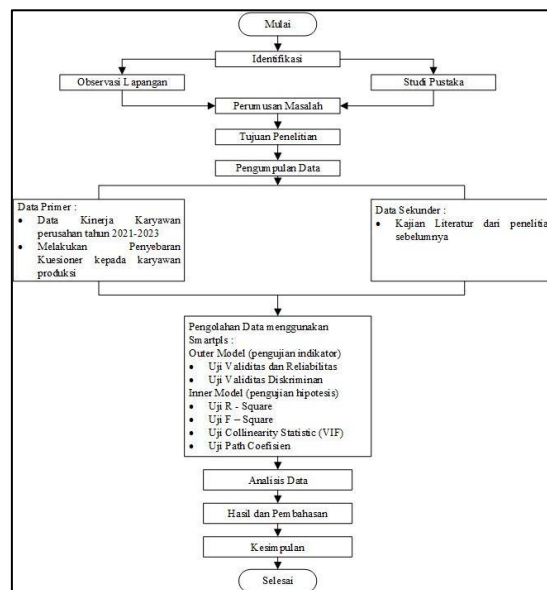 Mulai
Identifikasi
Observasi Lapangan
Studi Pustaka
Perumusan Masalah
Tujuan Penelitian
Pengumpulan Data
Data Primer :
• Data Kinerja Karyawan
perusahan tahun 2021-2023
• Melakukan Penyebaran
Kuesioner kepada karyawan
produksi
Data Sekunder :
• Kajian Literatur dari penelitia
sebelumnya
Pengolahan Data menggunakan
Smartpls :
Outer Model (pengujian indikator)
• Uji Validitas dan Reliabilitas
• Uji Validitas Diskriminan
Inner Model (pengujian hipotesis)
• Uji R - Square
• Uji F – Square
• Uji Collinearity Statistic (VIF)
• Uji Path Coefisien
Analisis Data
Hasil dan Pembahasan
Kesimpulan
Selesai